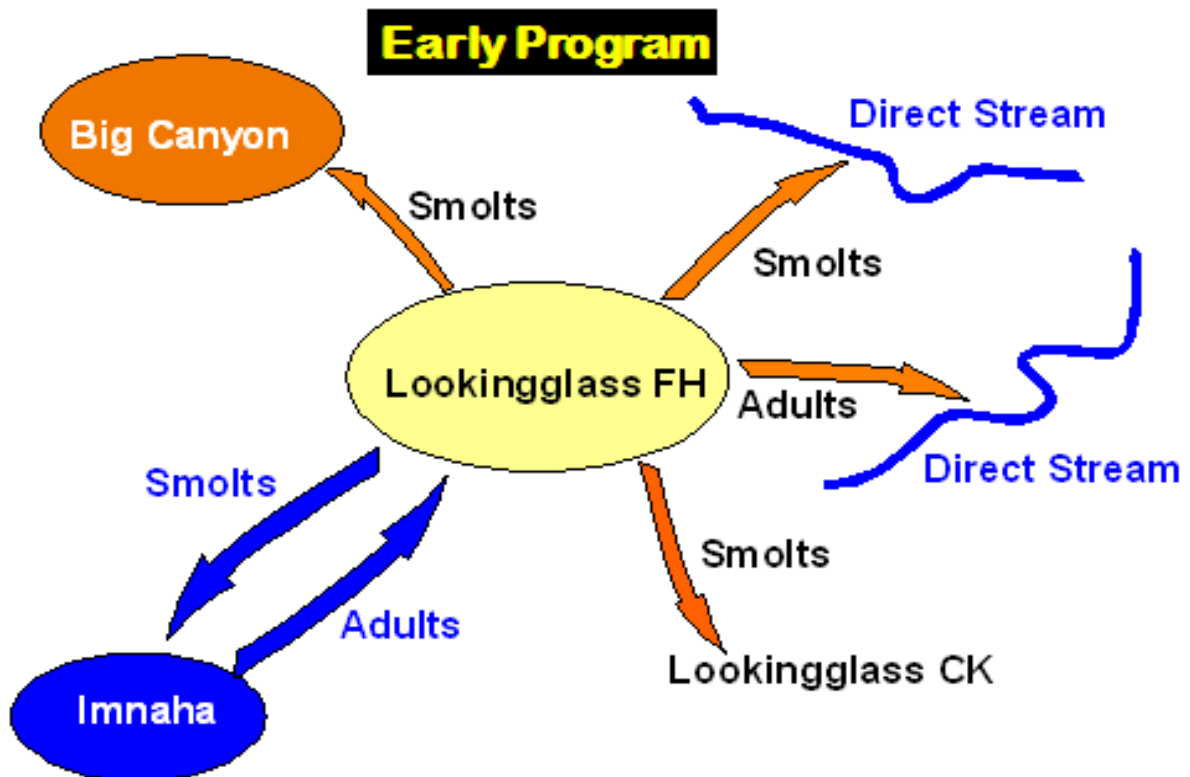 Early Program
Big Canyon
Direct Stream
Smolts
Smolts
Lookingglass FH
Adults
Direct Stream
Smolts
Smolts
Adults
Lookingglass CK
Imnaha